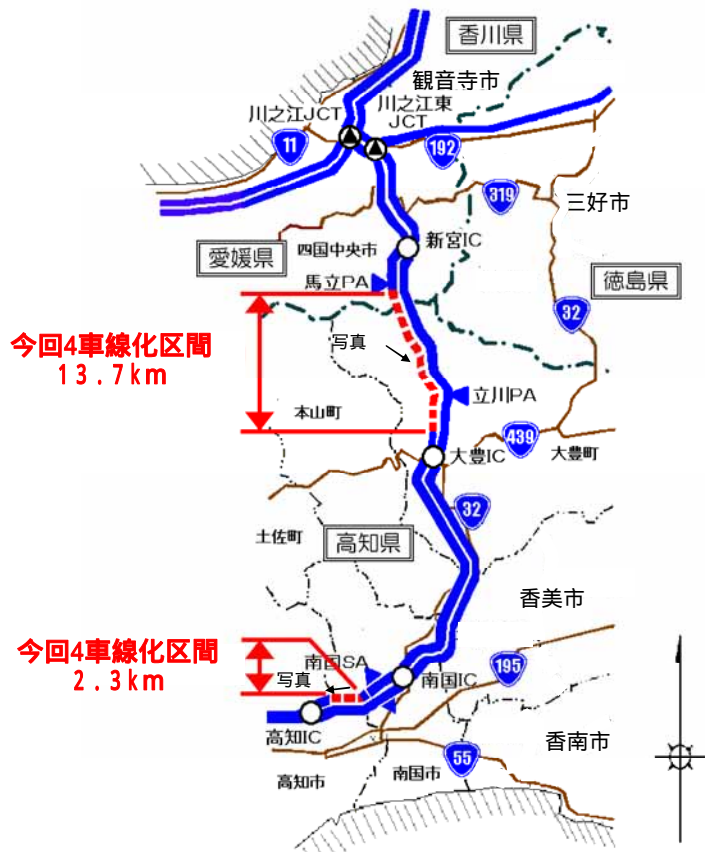 香川県
観音寺市
川之江JCT
川之江東
JCT
11
192
319
三好市
愛媛県
四国中央市
新宮IC
徳島県
馬立PA
32
今回4車線化区間
13.7km
写真
立川PA
本山町
439
大豊IC
大豊町
32
土佐町
高知県
香美市
今回4車線化区間
2.3km
南国SA
195
写真
南国IC
高知IC
香南市
55
高知市
南国市